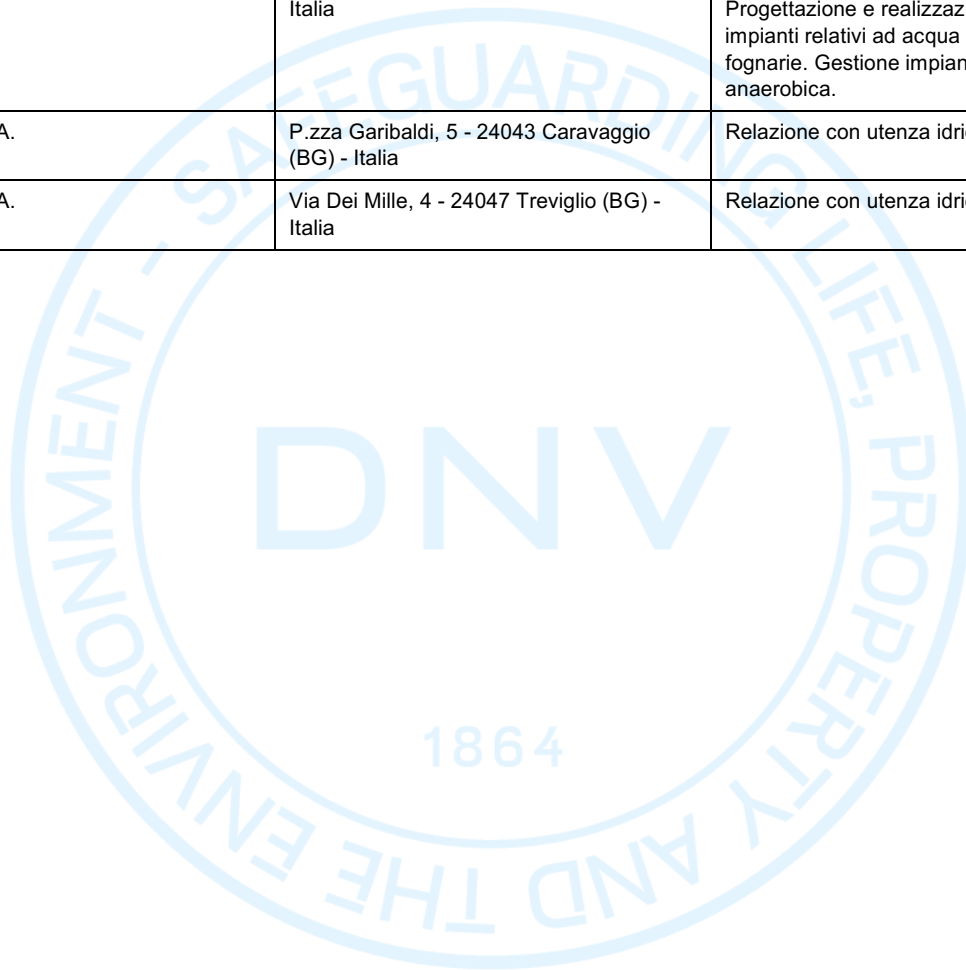 Italia
Progettazione e realizzaz
impianti relativi ad acqua
fognarie. Gestione impian
anaerobica.
A.
P.zza Garibaldi, 5 - 24043 Caravaggio
(BG) - Italia
Relazione con utenza idri
A.
Via Dei Mille, 4 - 24047 Treviglio (BG) -
Italia
Relazione con utenza idri
SAFEGUARDING LIFE, PROPERTY AND THE ENVIRONMENT -
DNV
1864